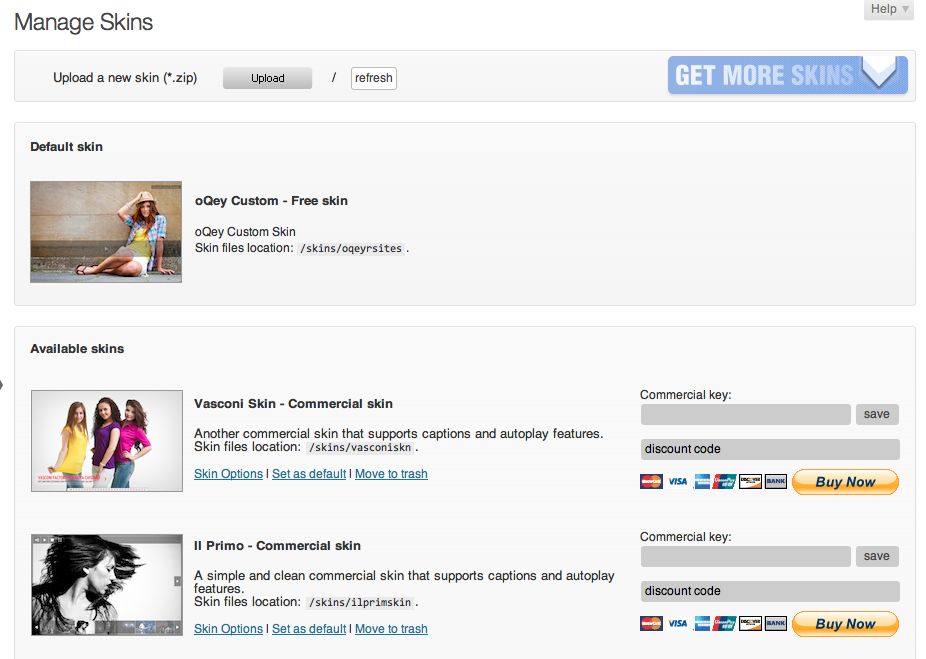 Help
Manage Skins
Upload a new skin (*.zip) Upload / refresh GET MORE SKINS
Default skin
oQey Custom - Free skin
oQey Custom Skin
Skin files location: /skins/oqeyrsites .
Available skins
Vasconi Skin - Commercial skin
Another commercial skin that supports captions and autoplay features.
Skin files location: /skins/vasconiskn .
Skin Options | Set as default | Move to trash
Commercial key:
save
discount code
MasterCard VISA DISCOVER BANK Buy Now
Il Primo - Commercial skin
A simple and clean commercial skin that supports captions and autoplay
features.
Skin files location: /skins/ilprimskin .
Skin Options | Set as default | Move to trash
Commercial key:
save
discount code
MasterCard VISA DISCOVER BANK Buy Now